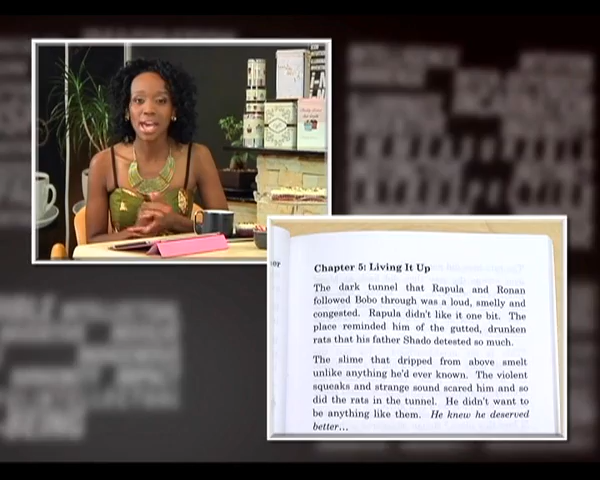 Chapter 5: Living It Up
The dark tunnel that Rapula and Ronan
followed Bobo through was a loud, smelly and
congested. Rapula didn't like it one bit. The
place reminded him of the gutted, drunken
rats that his father Shado detested so much.
The slime that dripped from above smelt
unlike anything he'd ever known. The violent
squeaks and strange sound scared him and so
did the rats in the tunnel. He didn't want to
be anything like them. He knew he deserved
better...